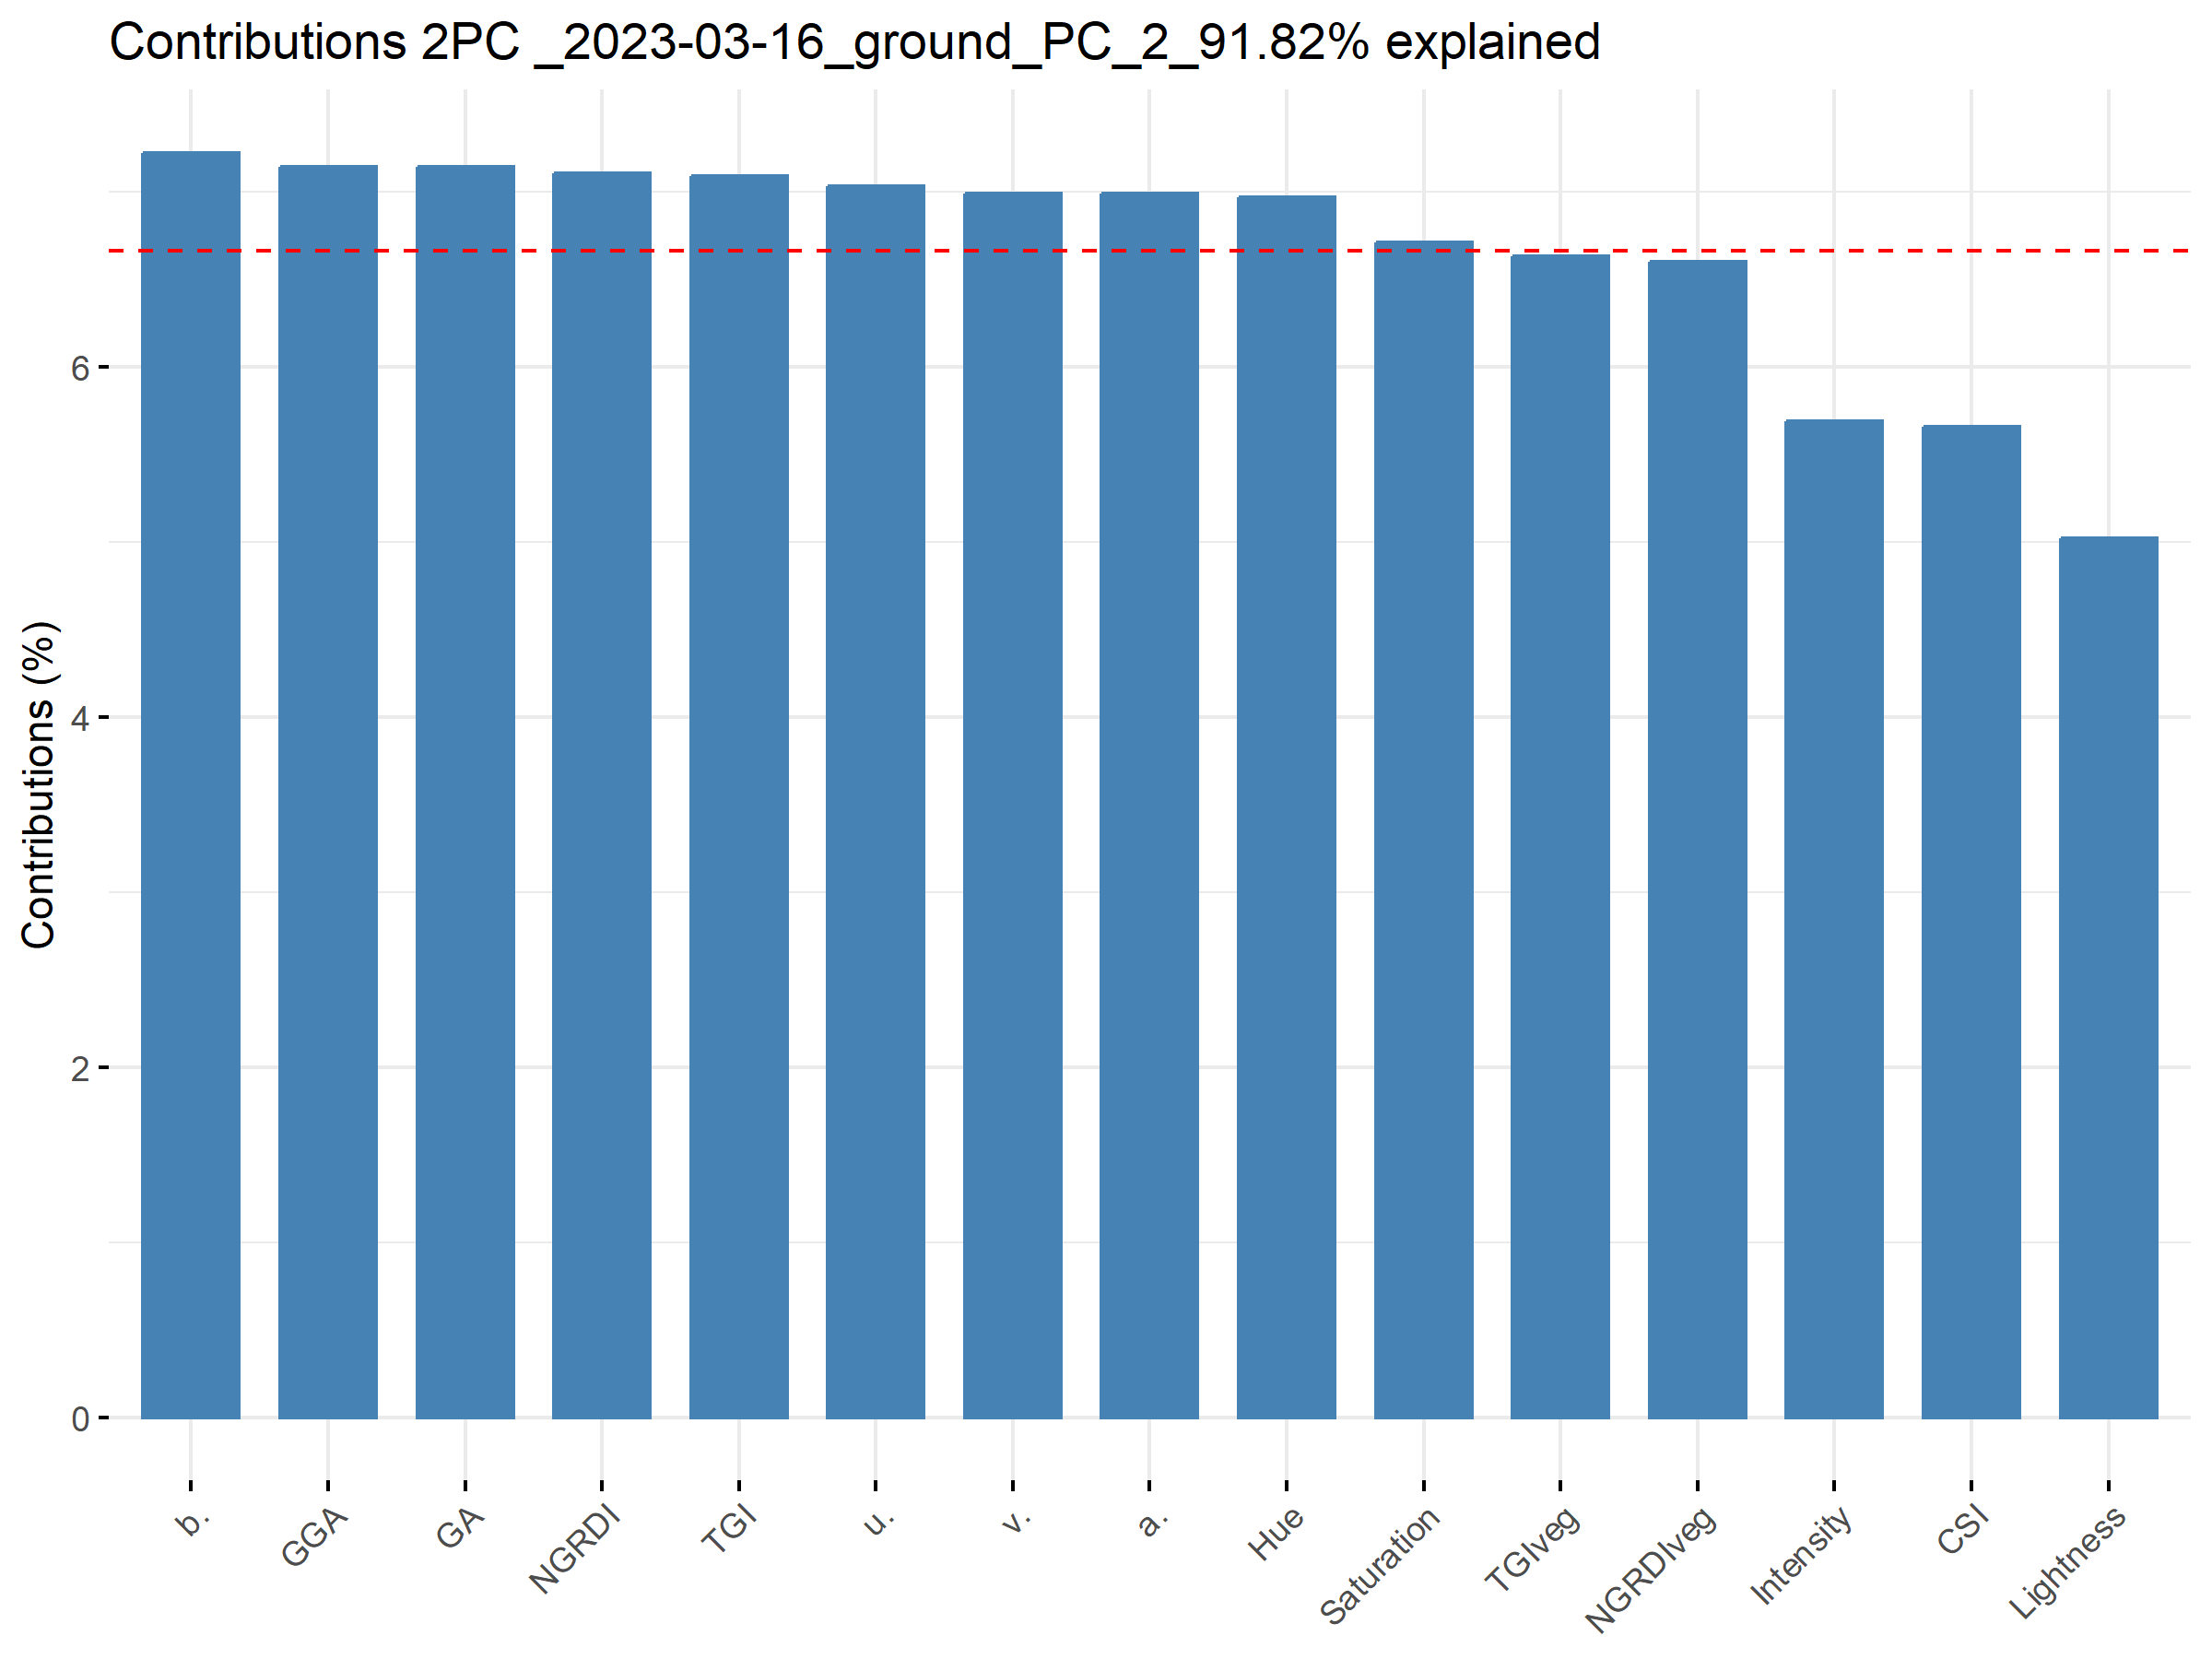 Contributions 2PC _2023-03-16_ground_PC_2_91.82% explained
Contributions (%)
6
4
2
0
b.
GGA
GA
NGRDI
TGI
u.
v.
a.
Hue
Saturation
TGIveg
NGRDIveg
Intensity
CSI
Lightness